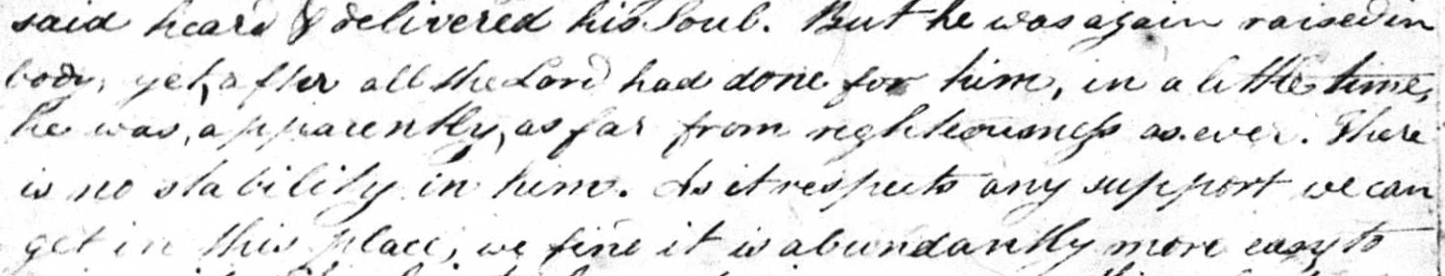 said heard & delivered his Soul. But he was again raised in
body, yet, after all the Lord had done for him, in a little time,
he was, apparently, as far from righteousness as ever. There
is no stability in him. As it respects any support we can
get in this place, we find it is abundantly more easy to